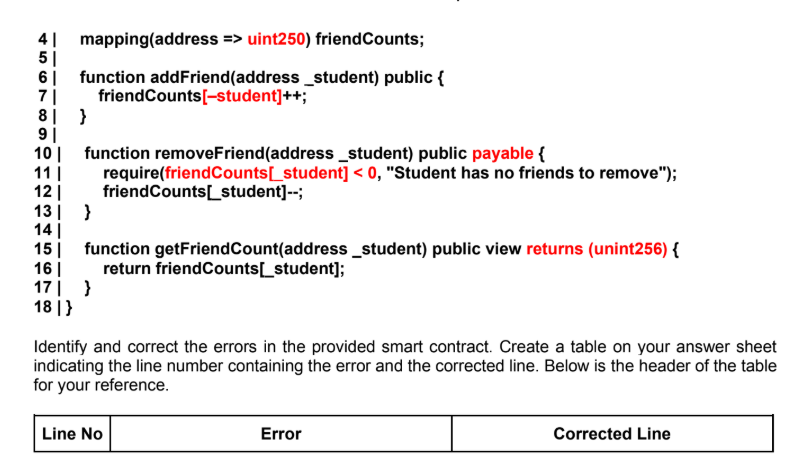 4 | mapping(address => uint250) friendCounts;
5 |
6 | function addFriend(address _student) public {
7 | friendCounts[–student]++;
8 | }
9 |
10 | function removeFriend(address _student) public payable {
11 | require(friendCounts[_student] < 0, "Student has no friends to remove");
12 | friendCounts[_student]--;
13 | }
14 |
15 | function getFriendCount(address _student) public view returns (unint256) {
16 | return friendCounts[_student];
17 | }
18 | }
Identify and correct the errors in the provided smart contract. Create a table on your answer sheet
indicating the line number containing the error and the corrected line. Below is the header of the table
for your reference.
Line No Error Corrected Line